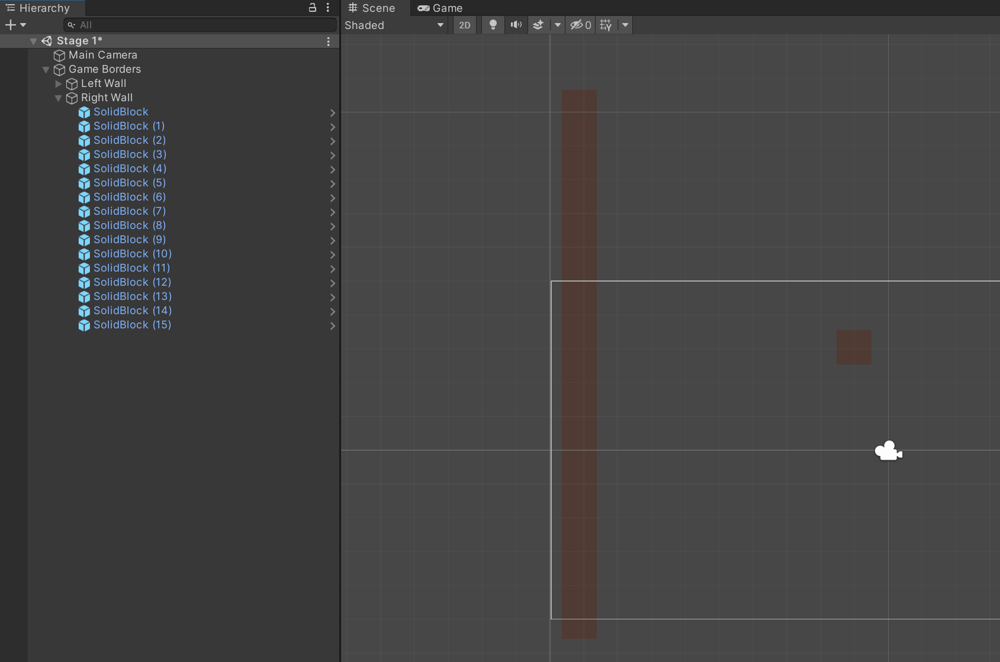 Hierarchy
All
Stage 1*
Main Camera
Game Borders
Left Wall
Right Wall
SolidBlock
SolidBlock (1)
SolidBlock (2)
SolidBlock (3)
SolidBlock (4)
SolidBlock (5)
SolidBlock (6)
SolidBlock (7)
SolidBlock (8)
SolidBlock (9)
SolidBlock (10)
SolidBlock (11)
SolidBlock (12)
SolidBlock (13)
SolidBlock (14)
SolidBlock (15)
Scene Game
Shaded 2D 0